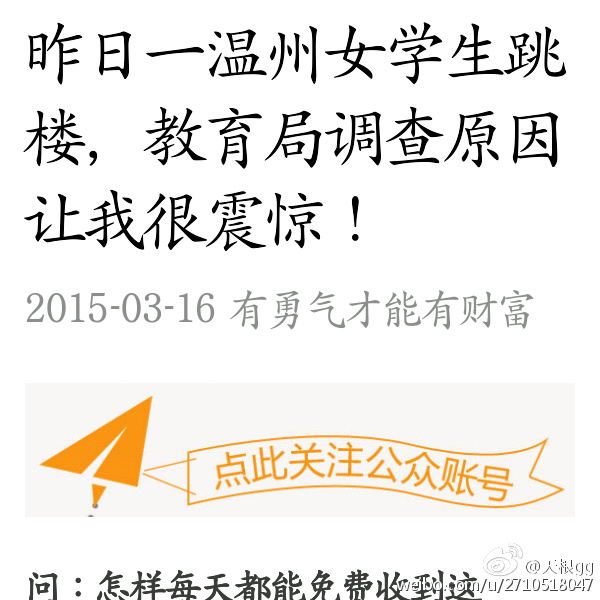 昨日一温州女学生跳
楼，教育局调查原因
让我很震惊！
2015-03-16 有勇气才能有财富
点此关注公众账号
问：怎样每天都能免费收到这
@天振gg
weibo.com/u/2710518047